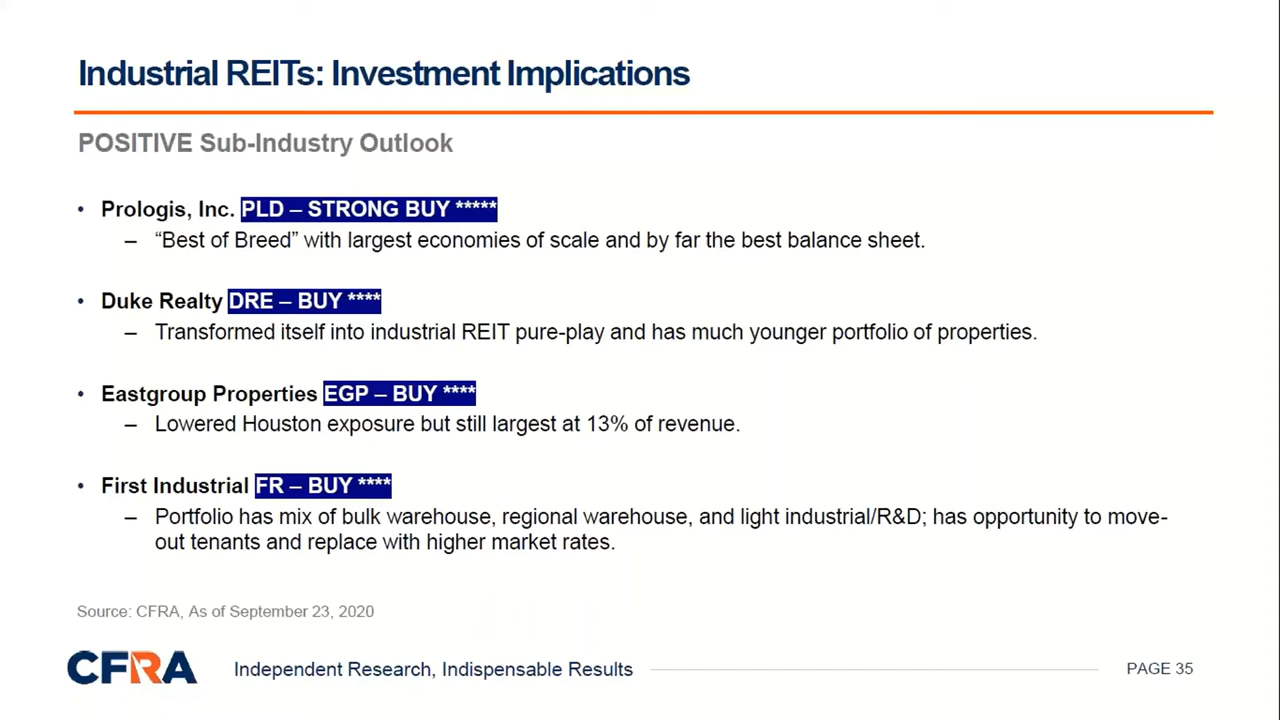 Industrial REITs: Investment Implications
POSITIVE Sub-Industry Outlook
• Prologis, Inc. PLD – STRONG BUY *****
– “Best of Breed” with largest economies of scale and by far the best balance sheet.
• Duke Realty DRE – BUY ****
– Transformed itself into industrial REIT pure-play and has much younger portfolio of properties.
• Eastgroup Properties EGP – BUY ****
– Lowered Houston exposure but still largest at 13% of revenue.
• First Industrial FR – BUY ****
– Portfolio has mix of bulk warehouse, regional warehouse, and light industrial/R&D; has opportunity to move-
out tenants and replace with higher market rates.
Source: CFRA, As of September 23, 2020
CFRA Independent Research, Indispensable Results PAGE 35